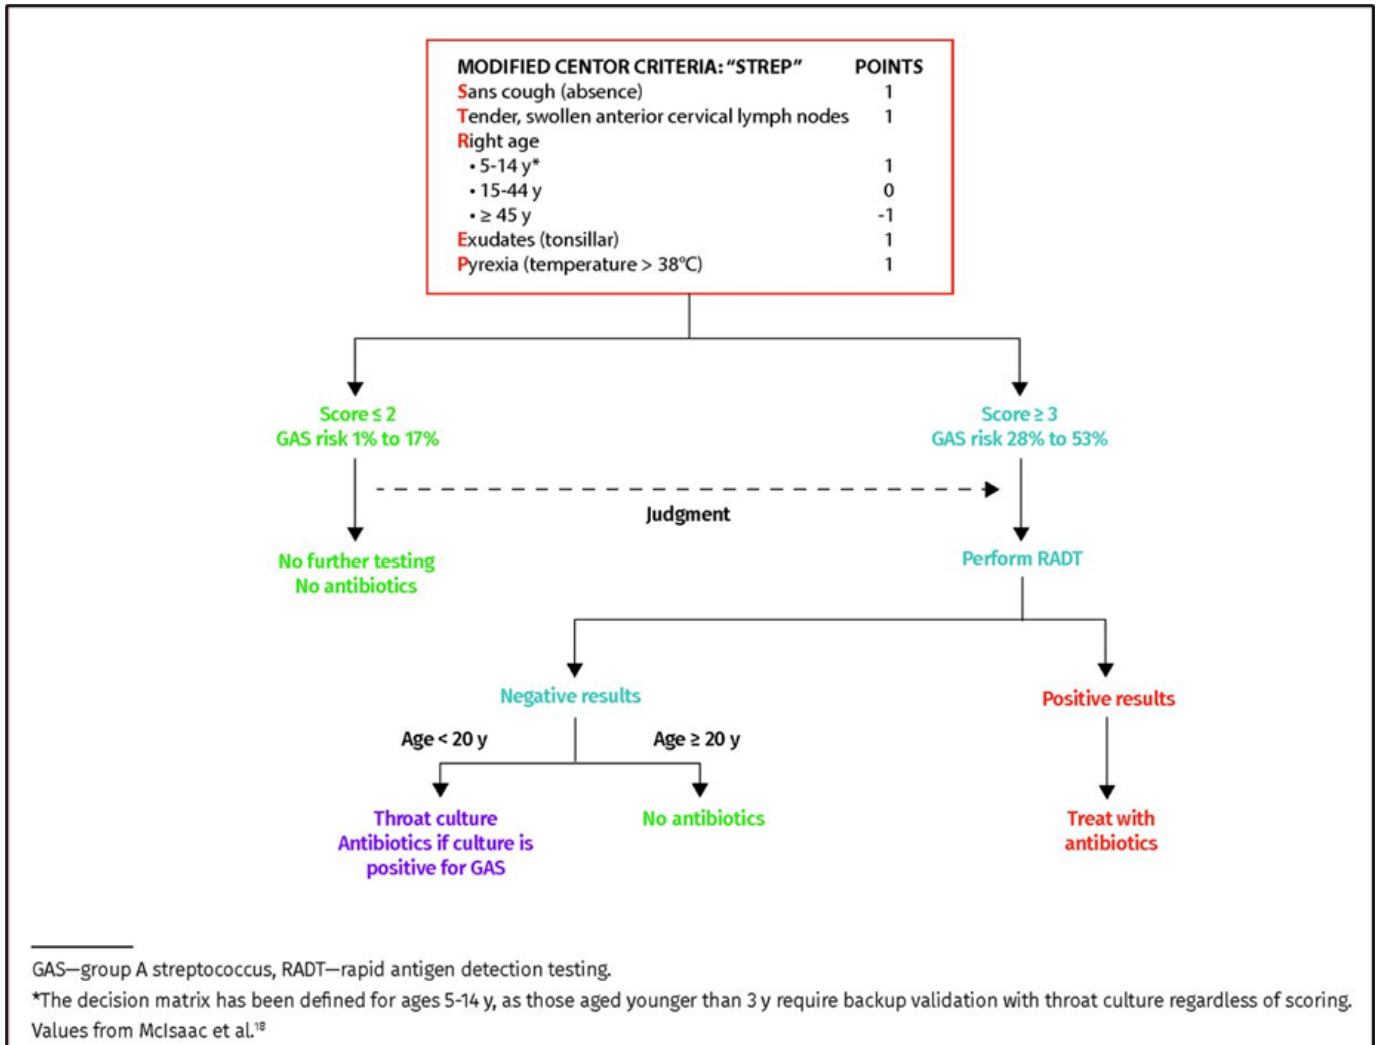 MODIFIED CENTOR CRITERIA: “STREP” POINTS
Sans cough (absence) 1
Tender, swollen anterior cervical lymph nodes 1
Right age
• 5-14 y* 1
• 15-44 y 0
• ≥ 45 y -1
Exudates (tonsillar) 1
Pyrexia (temperature > 38°C) 1
Score ≤ 2
GAS risk 1% to 17%
Score ≥ 3
GAS risk 28% to 53%
Judgment
No further testing
No antibiotics
Perform RADT
Negative results
Positive results
Age < 20 y
Age ≥ 20 y
Throat culture
Antibiotics if culture is
positive for GAS
No antibiotics
Treat with
antibiotics
GAS—group A streptococcus, RADT—rapid antigen detection testing.
*The decision matrix has been defined for ages 5-14 y, as those aged younger than 3 y require backup validation with throat culture regardless of scoring.
Values from McIsaac et al.¹⁸